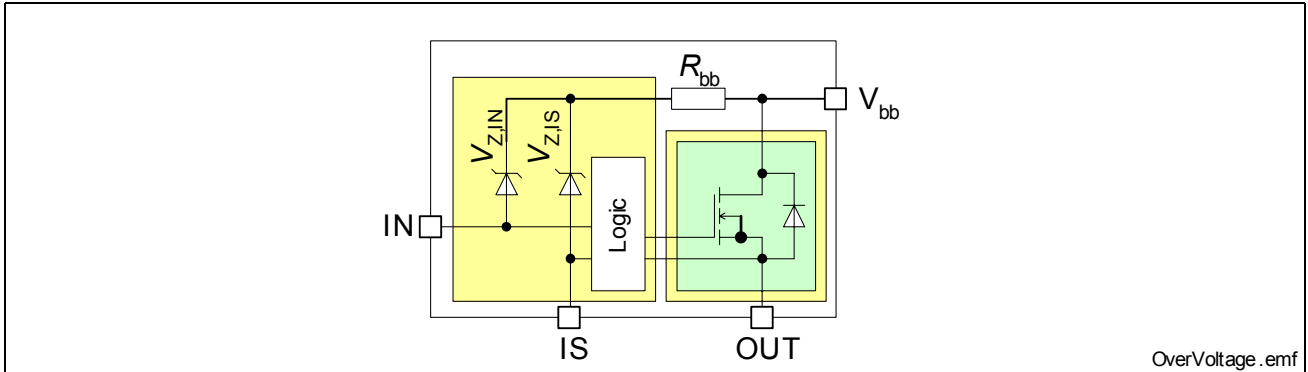 Rbb
Vbb
VZ,IN
VZ,IS
IN
Logic
IS
OUT
OverVoltage.emf